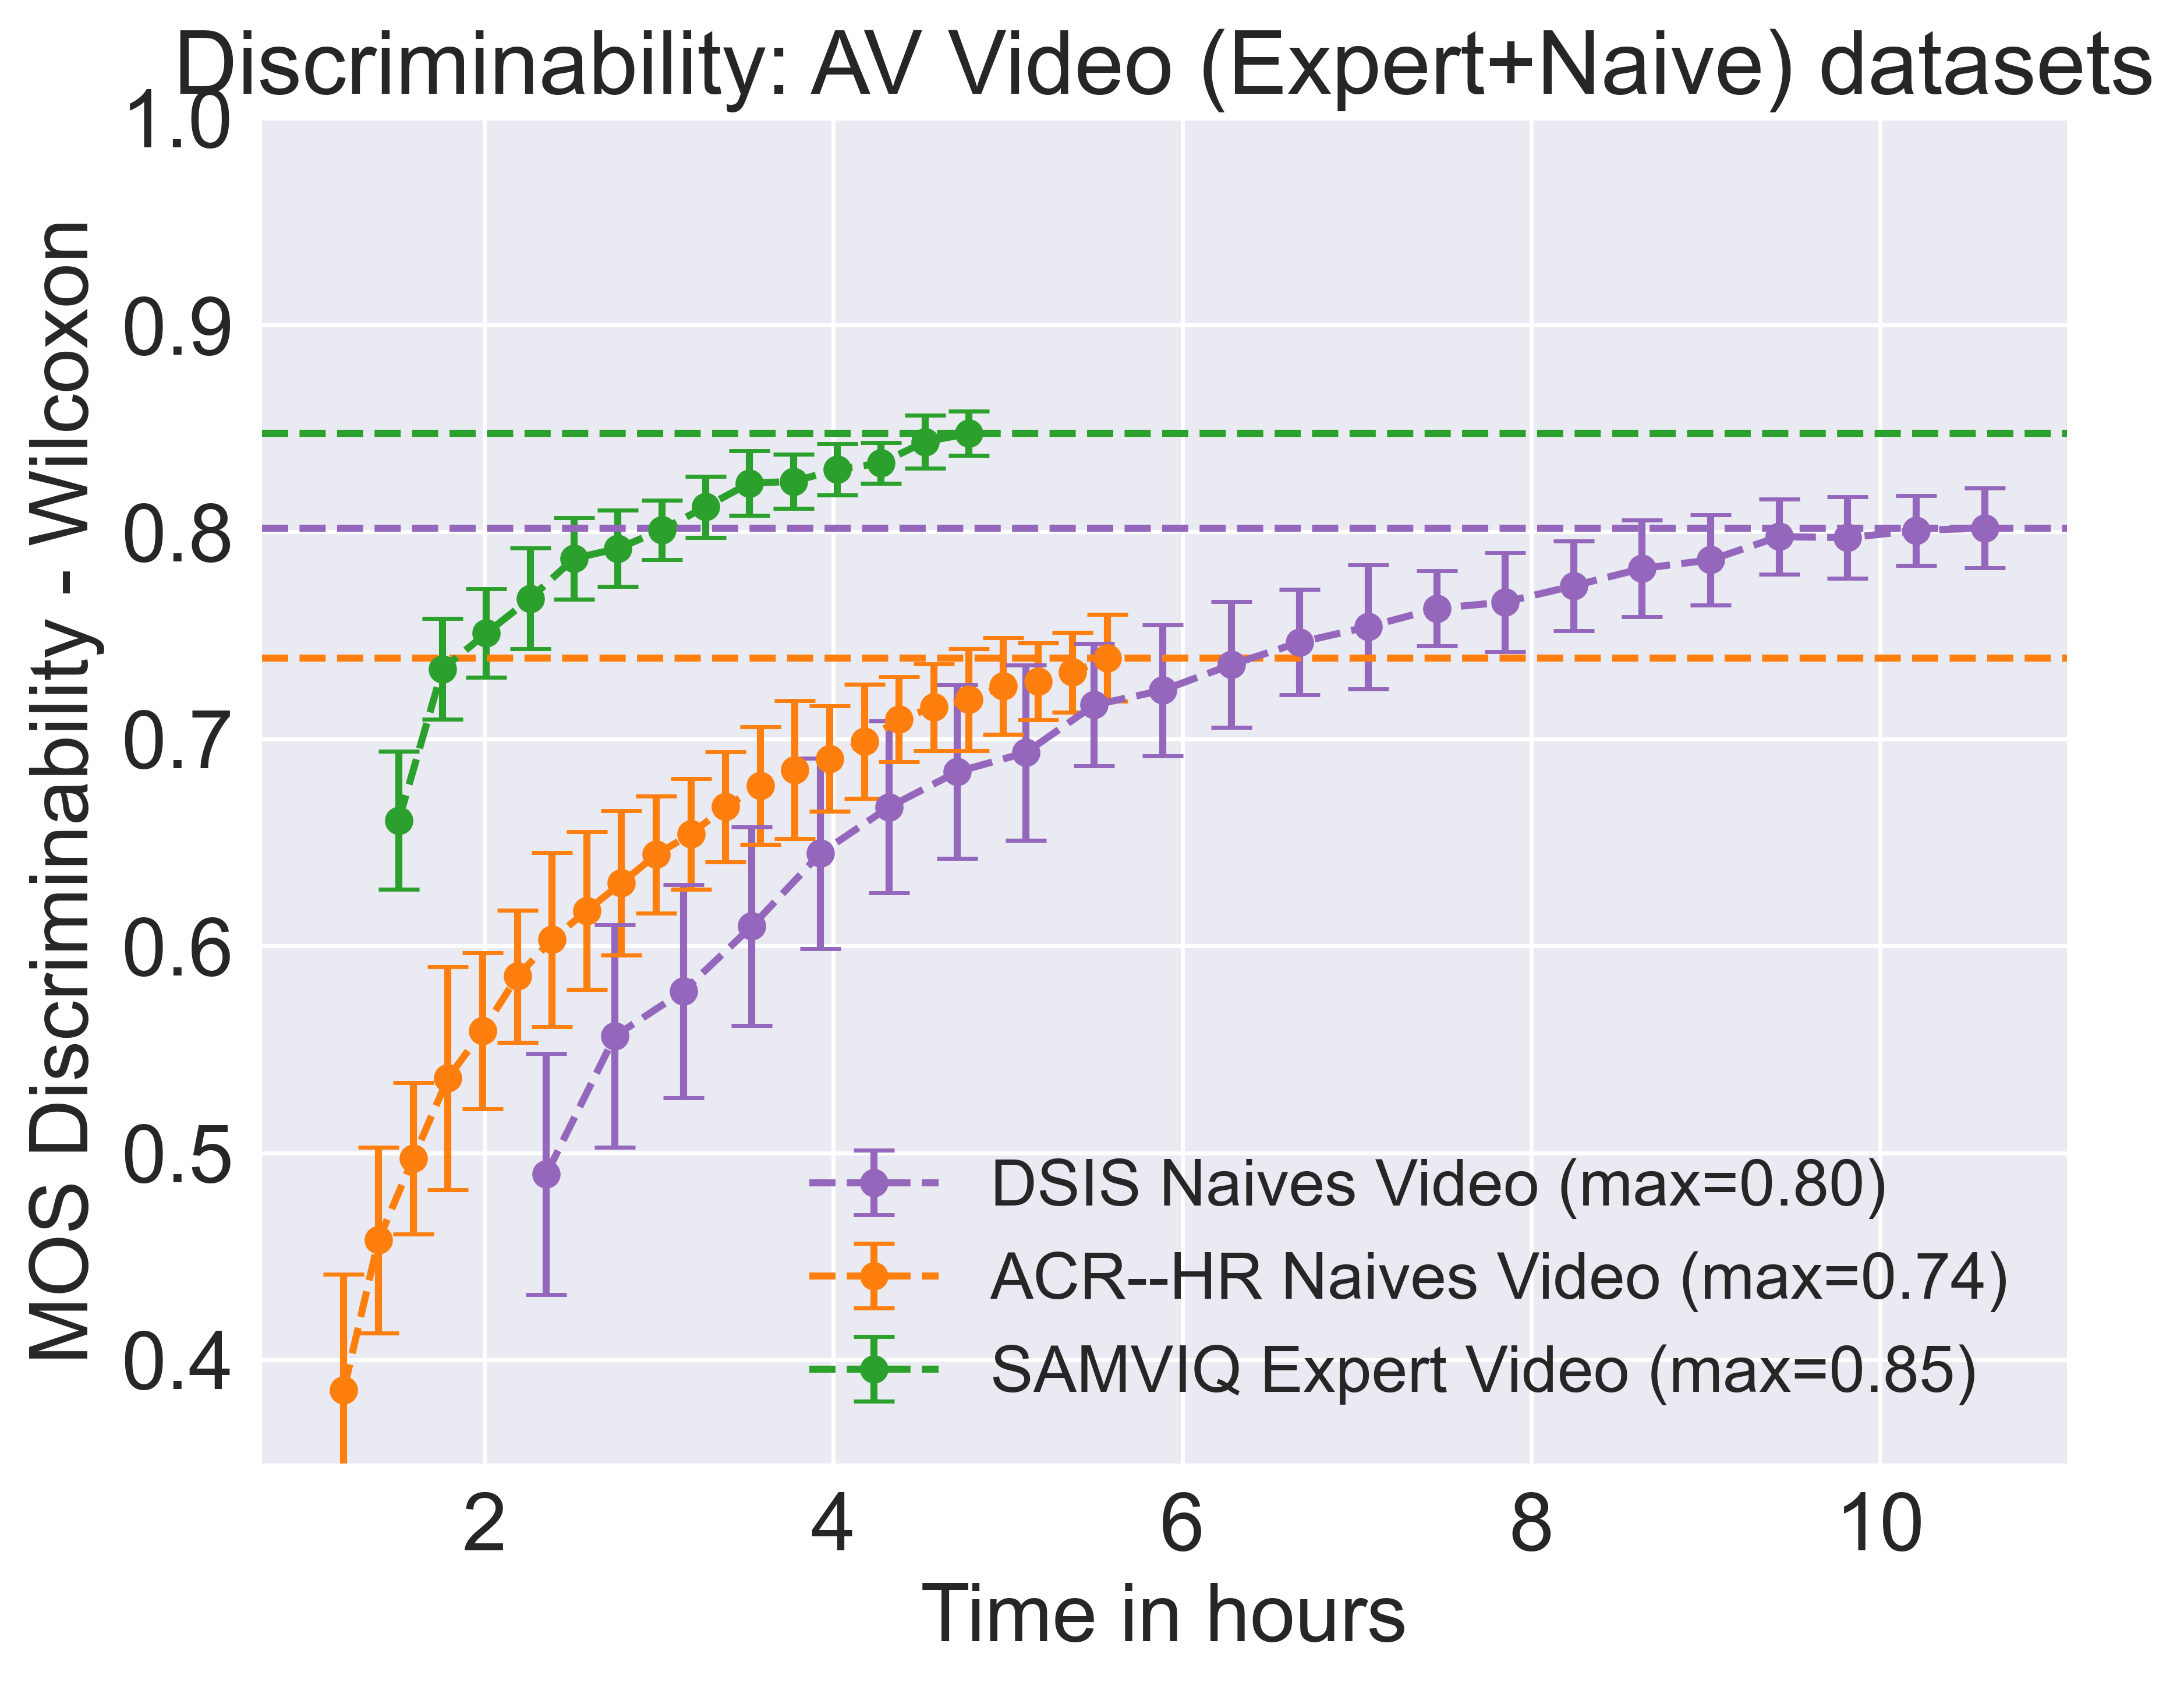 Discriminability: AV Video (Expert+Naive) datasets
MOS Discriminability - Wilcoxon
1.0
0.9
0.8
0.7
0.6
0.5
0.4
DSIS Naives Video (max=0.80)
ACR--HR Naives Video (max=0.74)
SAMVIQ Expert Video (max=0.85)
2 4 6 8 10
Time in hours